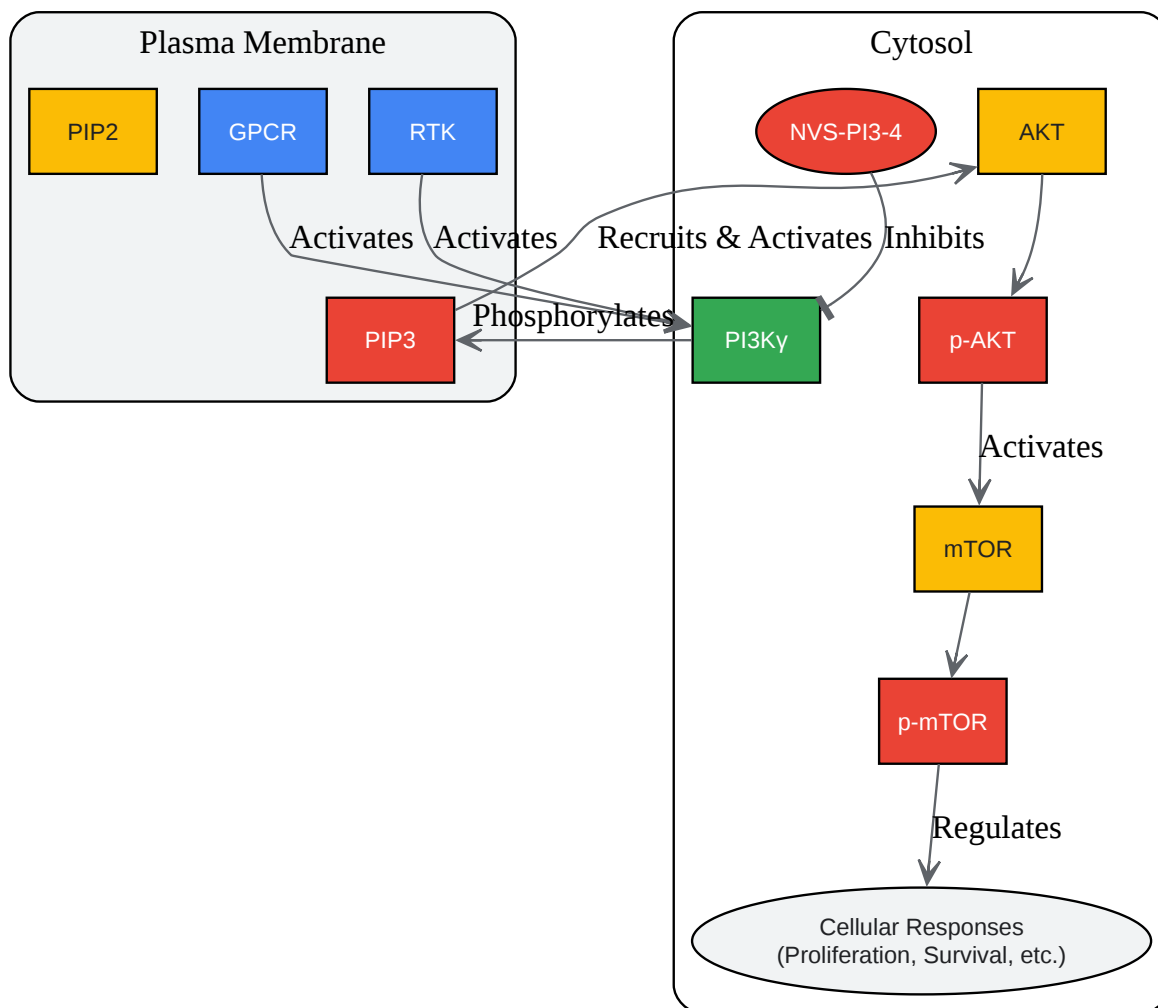 Plasma Membrane
Cytosol
PIP2
GPCR
RTK
NVS-PI3-4
AKT
Activates
Activates
Recruits & Activates
Inhibits
Phosphorylates
PIP3
PI3Kγ
p-AKT
Activates
mTOR
p-mTOR
Regulates
Cellular Responses
(Proliferation, Survival, etc.)